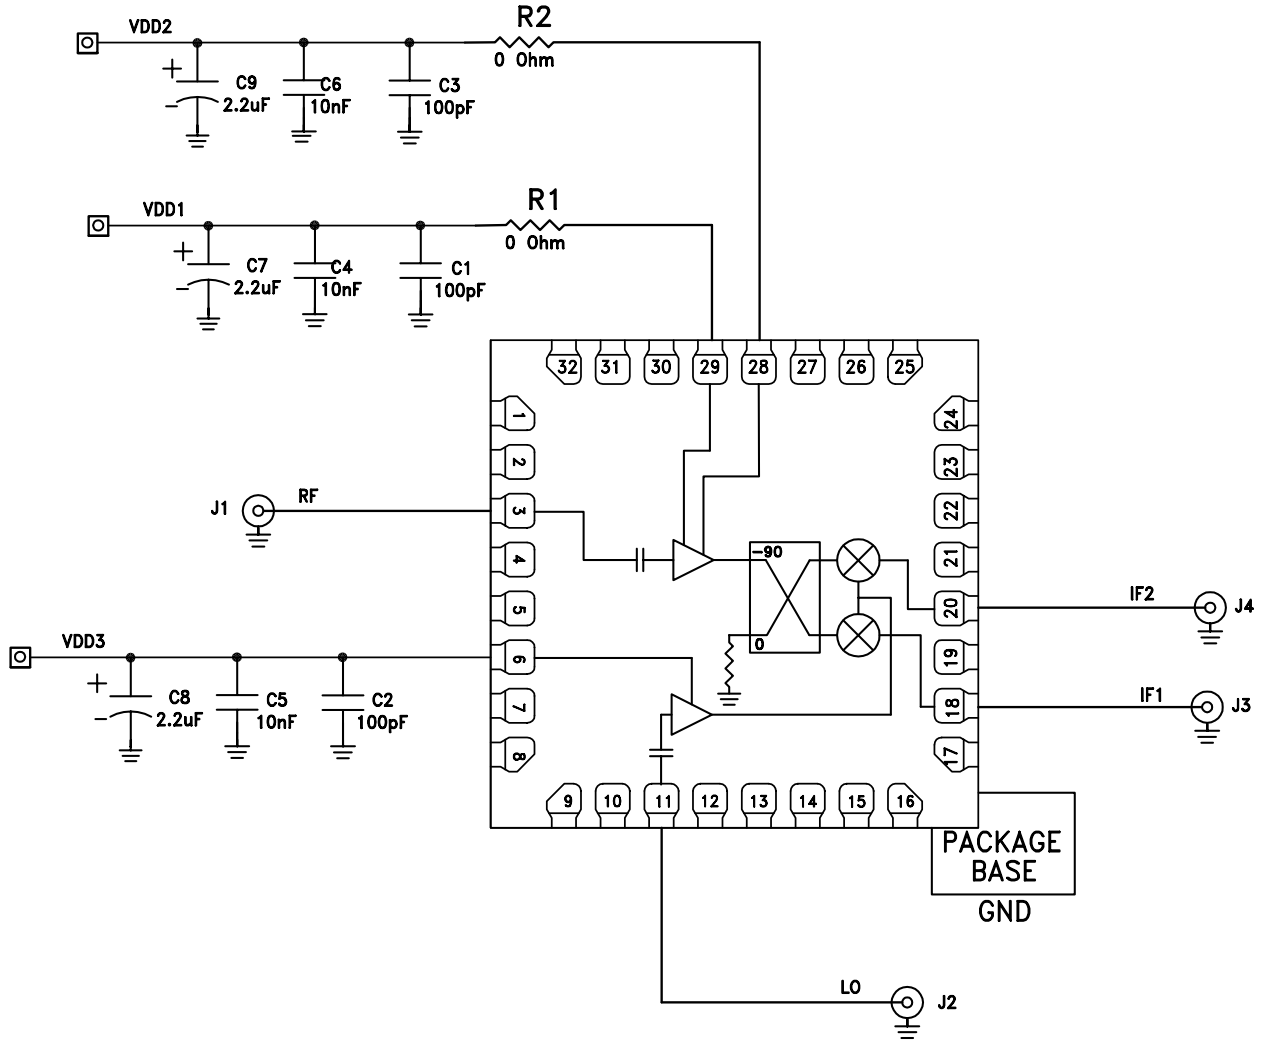 VDD2
R2
0 Ohm
+
-
C9
2.2uF
C6
10nF
C3
100pF
VDD1
R1
0 Ohm
+
-
C7
2.2uF
C4
10nF
C1
100pF
32 31 30 29 28 27 26 25
1
2
3
4
5
6
7
8
24
23
22
21
20
19
18
17
J1
RF
-90
0
IF2
J4
IF1
J3
VDD3
+
-
C8
2.2uF
C5
10nF
C2
100pF
9 10 11 12 13 14 15 16
PACKAGE
BASE
GND
LO
J2